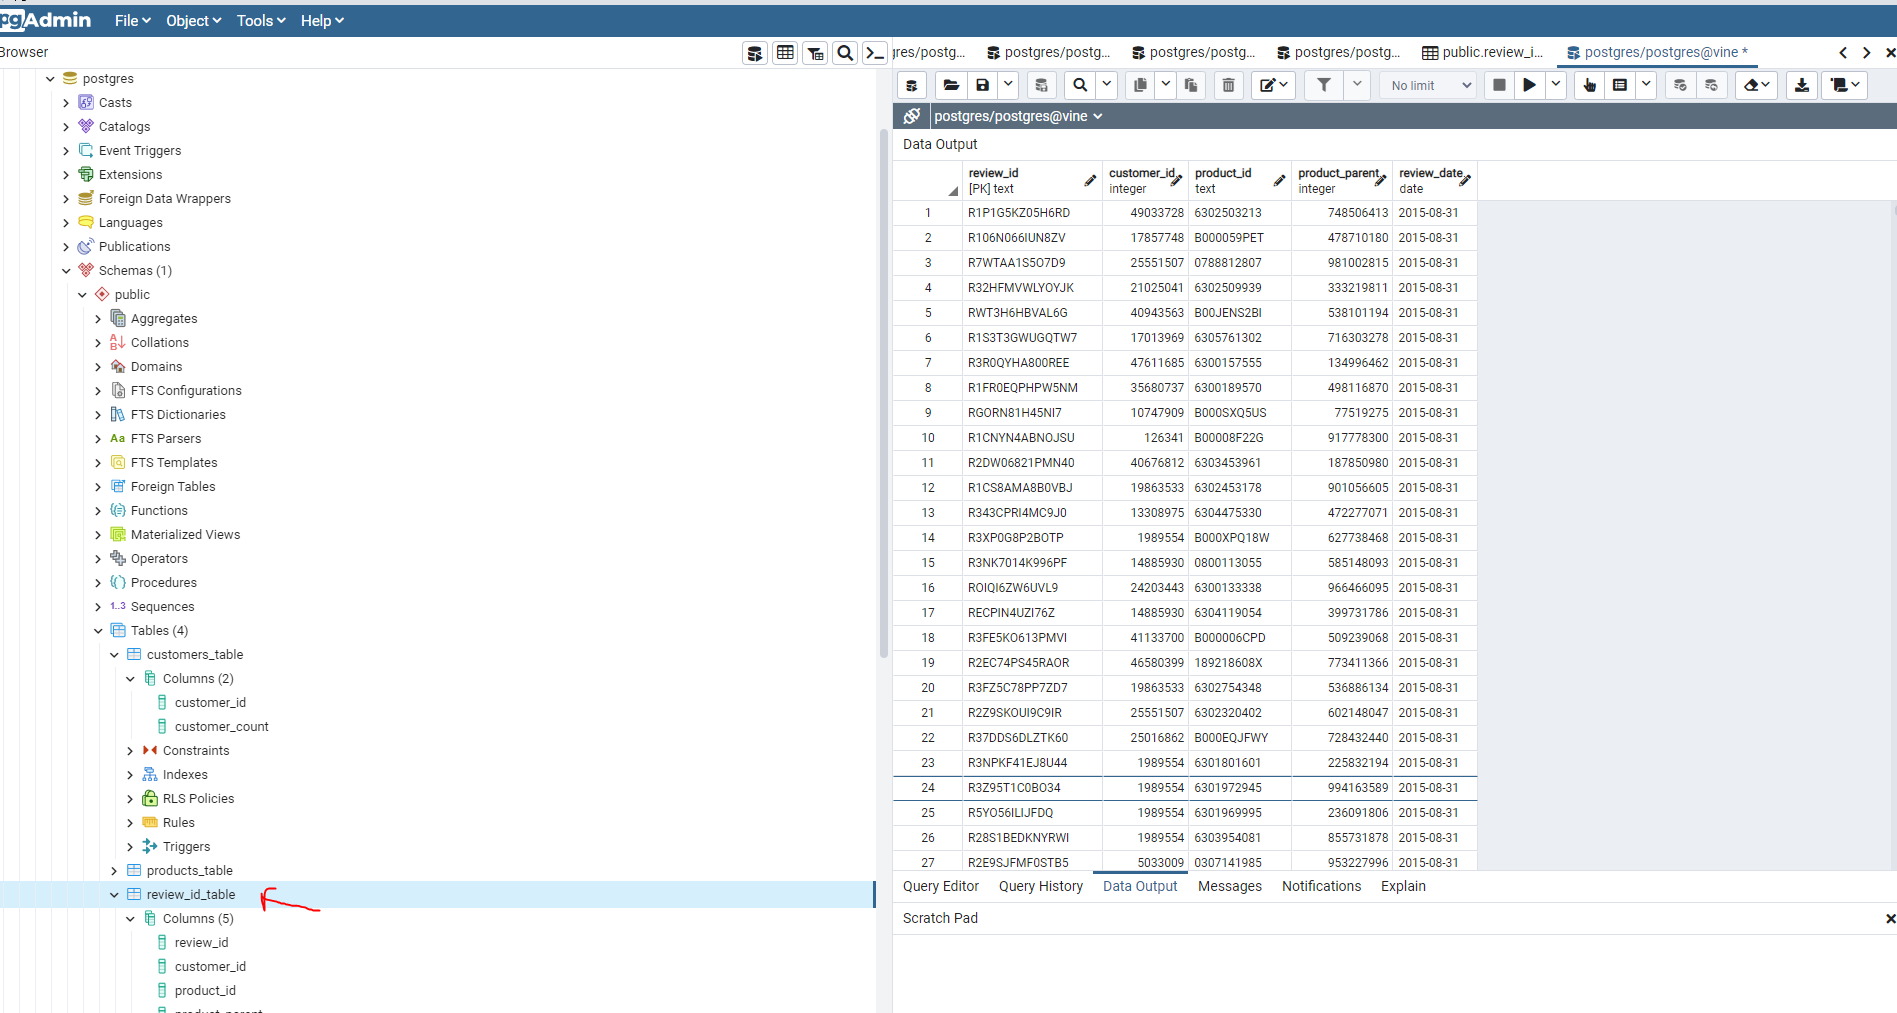 pgAdmin File Object Tools Help
Browser
postgres
Casts
Catalogs
Event Triggers
Extensions
Foreign Data Wrappers
Languages
Publications
Schemas (1)
public
Aggregates
Collations
Domains
FTS Configurations
FTS Dictionaries
Aa FTS Parsers
FTS Templates
Foreign Tables
Functions
Materialized Views
Operators
Procedures
1..3 Sequences
Tables (4)
customers_table
Columns (2)
customer_id
customer_count
Constraints
Indexes
RLS Policies
Rules
Triggers
products_table
review_id_table
Columns (5)
review_id
customer_id
product_id
product_parent
gres/postg... postgres/postg... postgres/postg... postgres/postg... public.review_i... postgres/postgres@vine *
No limit
postgres/postgres@vine
Data Output
review_id customer_id product_id product_parent review_date
[PK] text integer text integer date
1 R1P1G5KZ05H6RD 49033728 6302503213 748506413 2015-08-31
2 R106N066IUN8ZV 17857748 B000059PET 478710180 2015-08-31
3 R7WTAA1S5O7D9 25551507 0788812807 981002815 2015-08-31
4 R32HFMVWLYOYJK 21025041 6302509939 333219811 2015-08-31
5 RWT3H6HBVAL6G 40943563 B00JENS2BI 538101194 2015-08-31
6 R1S3T3GWUGQTW7 17013969 6305761302 716303278 2015-08-31
7 R3R0QYHA800REE 47611685 6300157555 134996462 2015-08-31
8 R1FR0EQPHPW5NM 35680737 6300189570 498116870 2015-08-31
9 RGORN81H45NI7 10747909 B000SXQ5US 77519275 2015-08-31
10 R1CNYN4ABNOJSU 126341 B00008F22G 917778300 2015-08-31
11 R2DW06821PMN40 40676812 6303453961 187850980 2015-08-31
12 R1CS8AMA8B0VBJ 19863533 6302453178 901056605 2015-08-31
13 R343CPRI4MC9J0 13308975 6304475330 472277071 2015-08-31
14 R3XP0G8P2BOTP 1989554 B000XPQ18W 627738468 2015-08-31
15 R3NK7014K996PF 14885930 0800113055 585148093 2015-08-31
16 ROIQI6ZW6UVL9 24203443 6300133338 966466095 2015-08-31
17 RECPIN4UZI76Z 14885930 6304119054 399731786 2015-08-31
18 R3FE5KO613PMVI 41133700 B000006CPD 509239068 2015-08-31
19 R2EC74PS45RAOR 46580399 189218608X 773411366 2015-08-31
20 R3FZ5C78PP7ZD7 19863533 6302754348 536886134 2015-08-31
21 R2Z9SKOUI9C9IR 25551507 6302320402 602148047 2015-08-31
22 R37DDS6DLZTK60 25016862 B000EQJFWY 728432440 2015-08-31
23 R3NPKF41EJ8U44 1989554 6301801601 225832194 2015-08-31
24 R3Z95T1C0BO34 1989554 6301972945 994163589 2015-08-31
25 R5YO56ILIJFDQ 1989554 6301969995 236091806 2015-08-31
26 R28S1BEDKNYRWI 1989554 6303954081 855731878 2015-08-31
27 R2E9SJFMF0STB5 5033009 0307141985 953227996 2015-08-31
Query Editor Query History Data Output Messages Notifications Explain
Scratch Pad